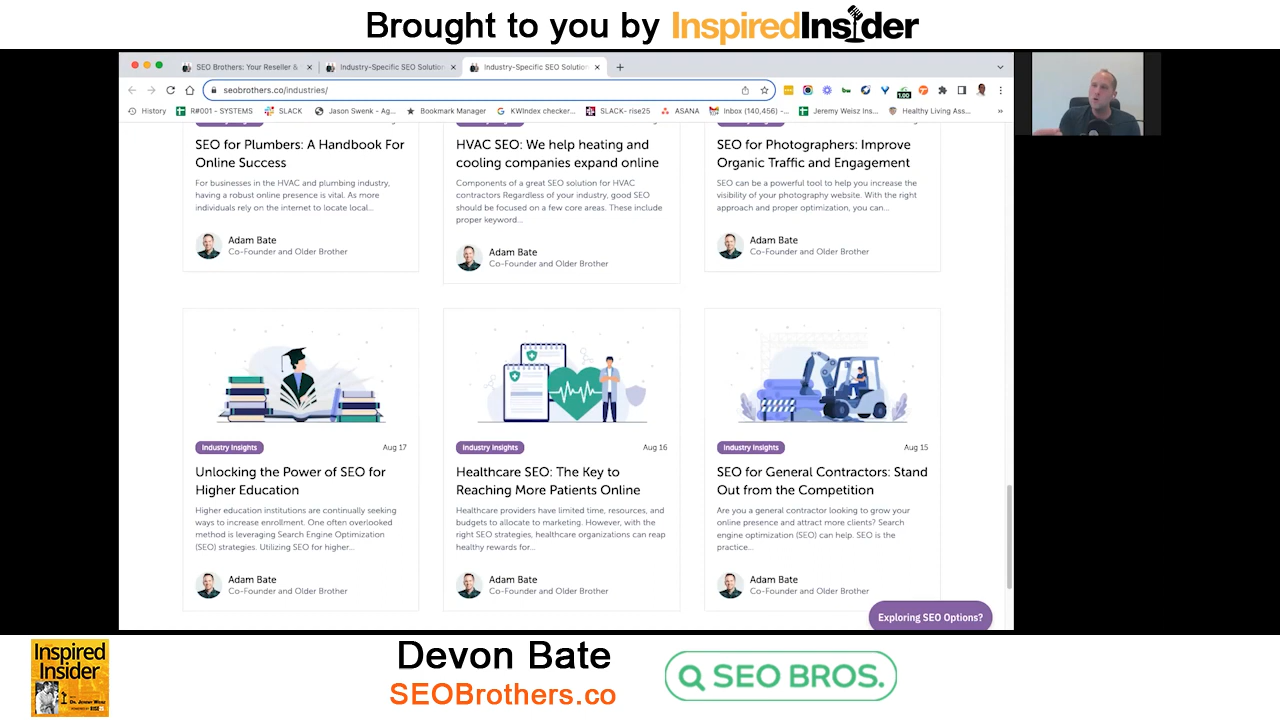 Brought to you by InspiredInsider
SEO Brothers: Your Reseller &
Industry-Specific SEO Solution
Industry-Specific SEO Solution
seobrothers.co/industries/
1.00
History
R#001 - SYSTEMS
SLACK
Jason Swenk - Ag...
Bookmark Manager
KWIndex checker...
SLACK- rise25
ASANA
Inbox (140,456) -...
Jeremy Weisz Ins...
Healthy Living Ass...
»
SEO for Plumbers: A Handbook For
Online Success
For businesses in the HVAC and plumbing industry,
having a robust online presence is vital. As more
individuals rely on the internet to locate local...
Adam Bate
Co-Founder and Older Brother
HVAC SEO: We help heating and
cooling companies expand online
Components of a great SEO solution for HVAC
contractors Regardless of your industry, good SEO
should be focused on a few core areas. These include
proper keyword...
Adam Bate
Co-Founder and Older Brother
SEO for Photographers: Improve
Organic Traffic and Engagement
SEO can be a powerful tool to help you increase the
visibility of your photography website. With the right
approach and proper optimization, you can...
Adam Bate
Co-Founder and Older Brother
Industry Insights
Aug 17
Unlocking the Power of SEO for
Higher Education
Higher education institutions are continually seeking
ways to increase enrollment. One often overlooked
method is leveraging Search Engine Optimization
(SEO) strategies. Utilizing SEO for higher...
Adam Bate
Co-Founder and Older Brother
Industry Insights
Aug 16
Healthcare SEO: The Key to
Reaching More Patients Online
Healthcare providers have limited time, resources, and
budgets to allocate to marketing. However, with the
right SEO strategies, healthcare organizations can reap
healthy rewards for...
Adam Bate
Co-Founder and Older Brother
Industry Insights
Aug 15
SEO for General Contractors: Stand
Out from the Competition
Are you a general contractor looking to grow your
online presence and attract more clients? Search
engine optimization (SEO) can help. SEO is the
practice...
Adam Bate
Co-Founder and Older Brother
Exploring SEO Options?
Inspired
Insider
Devon Bate
SEOBrothers.co
SEO BROS.